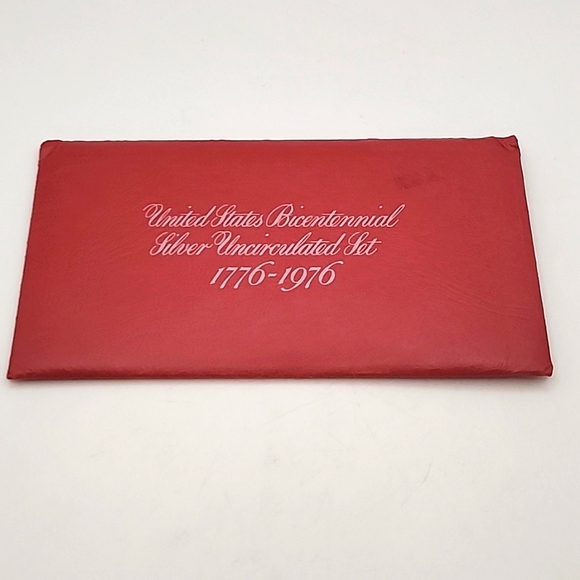 United States Bicentennial
Silver Uncirculated Set
1776-1976